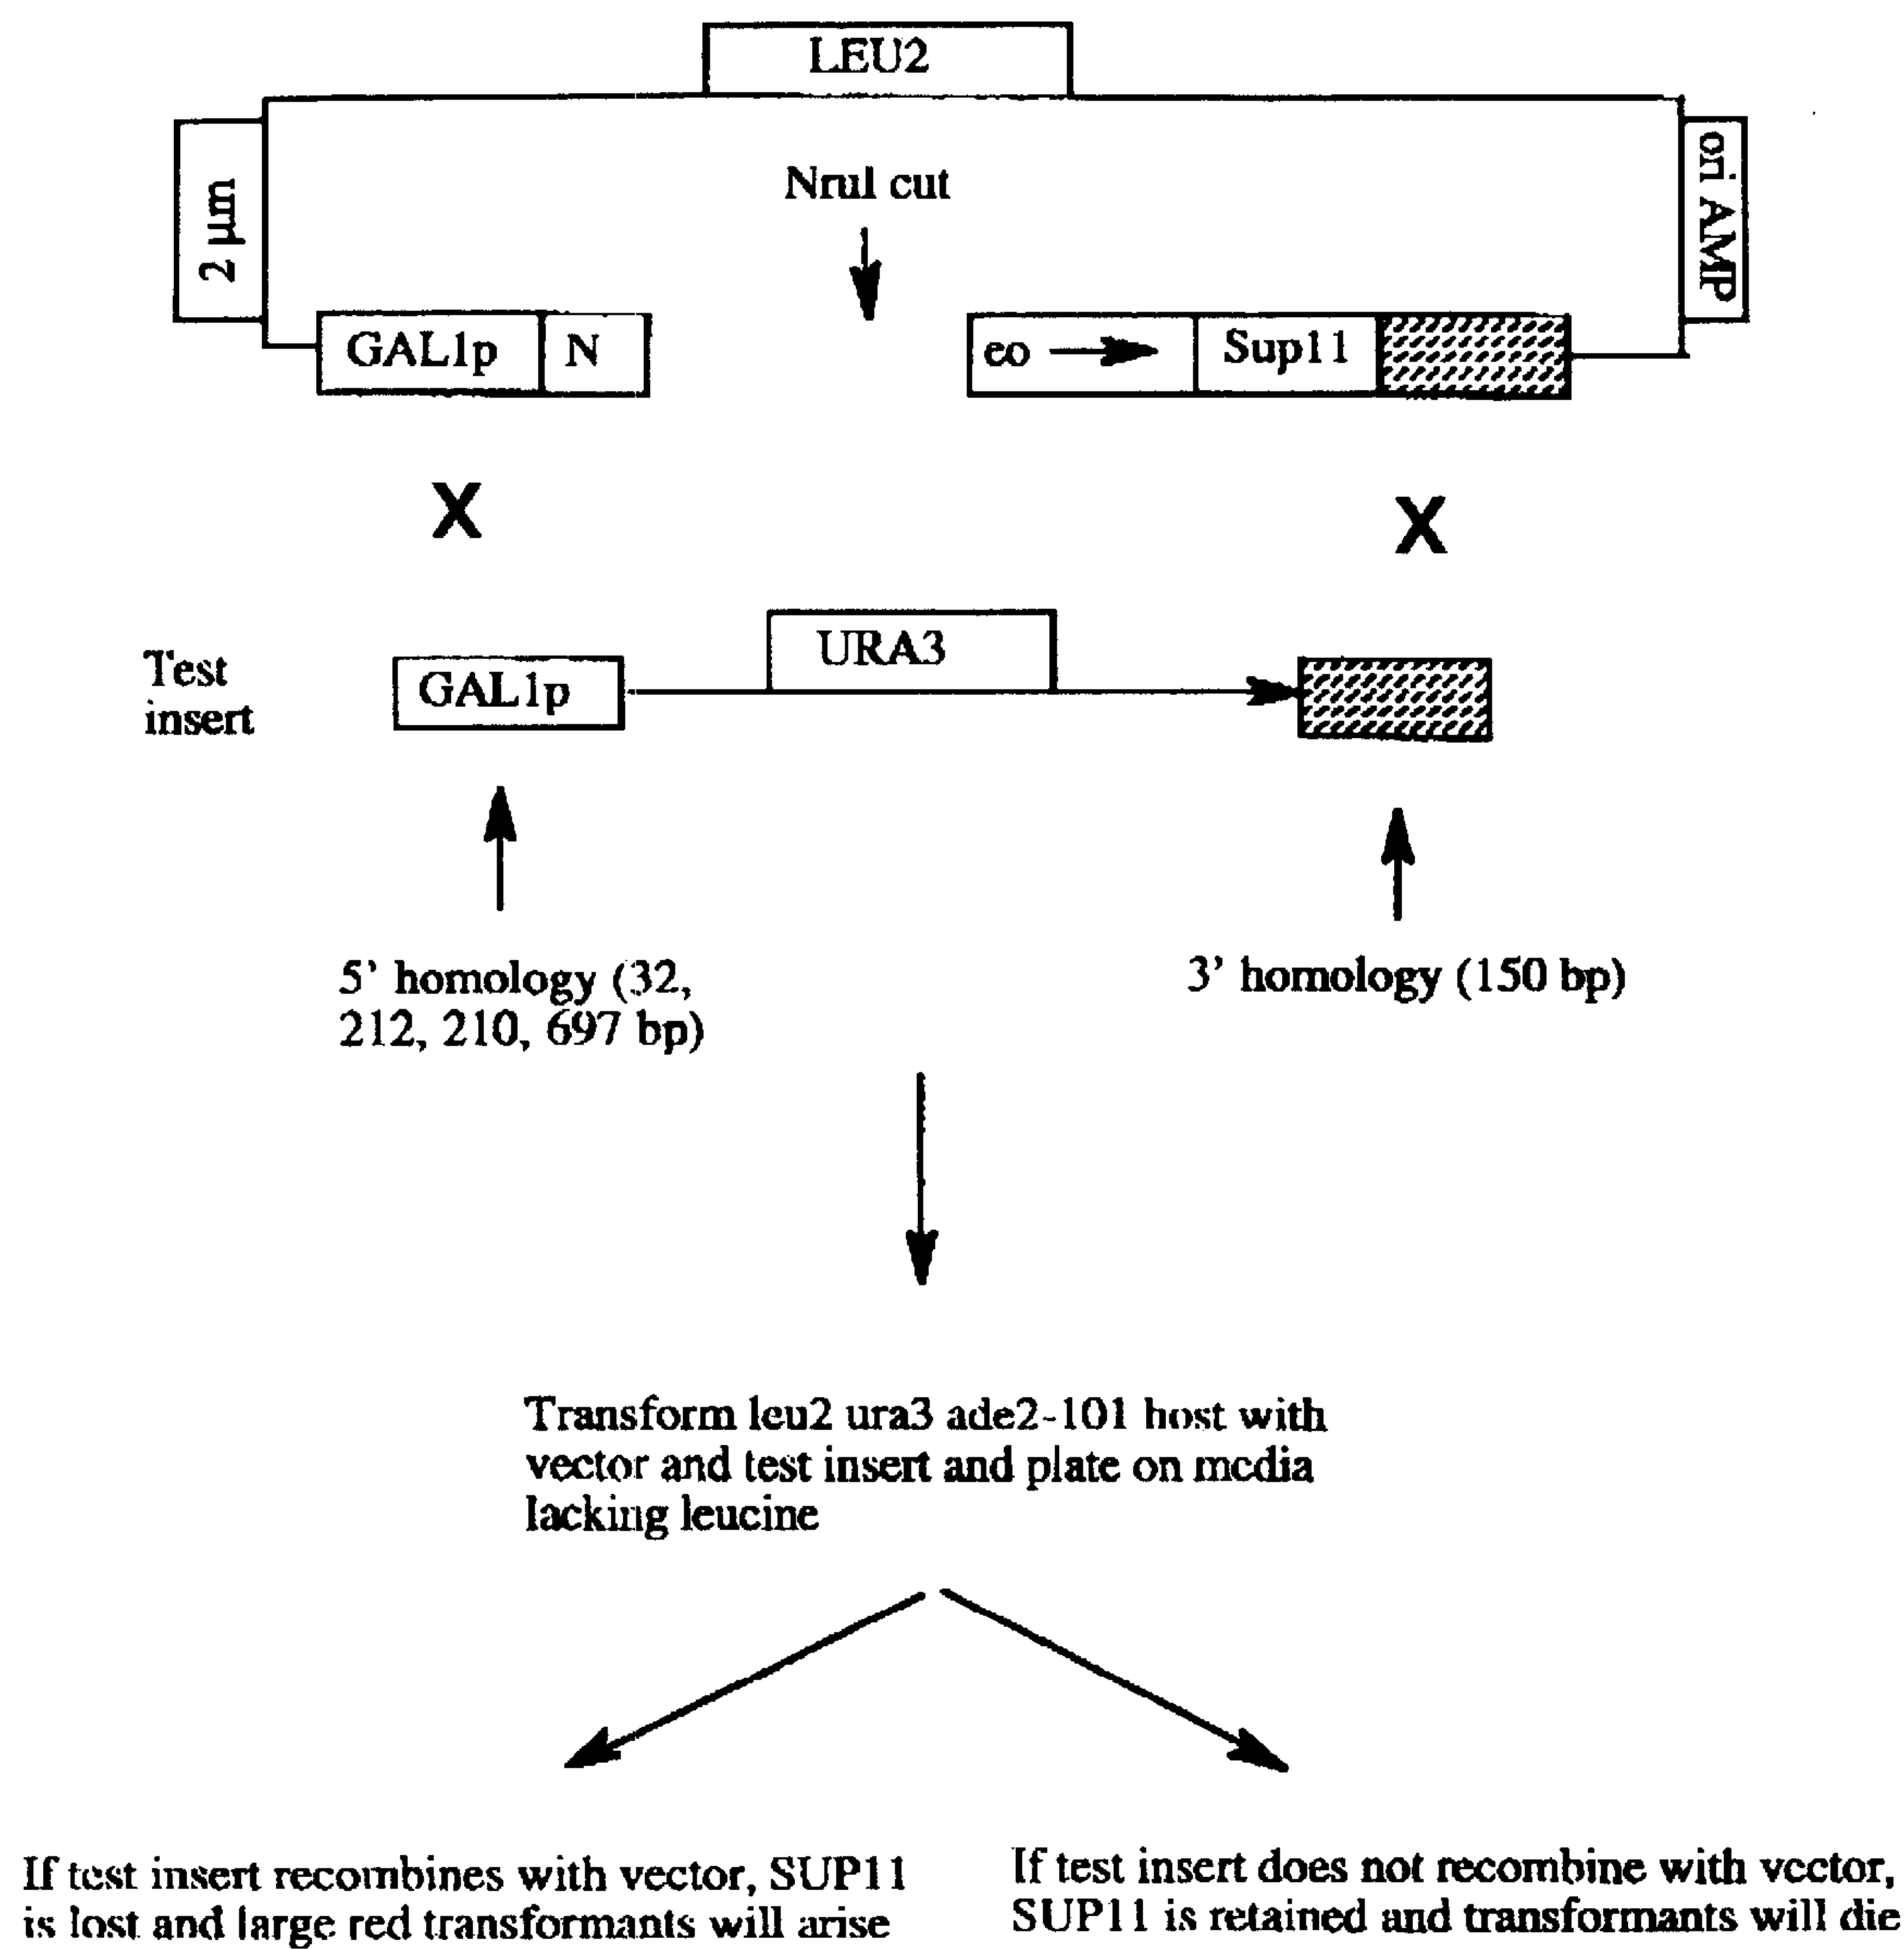 LEU2
2 µm
ori AMP
NruI cut
GAL1p
N
eo
Sup11
X
X
Test
insert
GAL1p
URA3
5' homology (32,
212, 210, 697 bp)
3' homology (150 bp)
Transform leu2 ura3 ade2-101 host with
vector and test insert and plate on media
lacking leucine
If test insert recombines with vector, SUP11
is lost and large red transformants will arise
If test insert does not recombine with vector,
SUP11 is retained and transformants will die